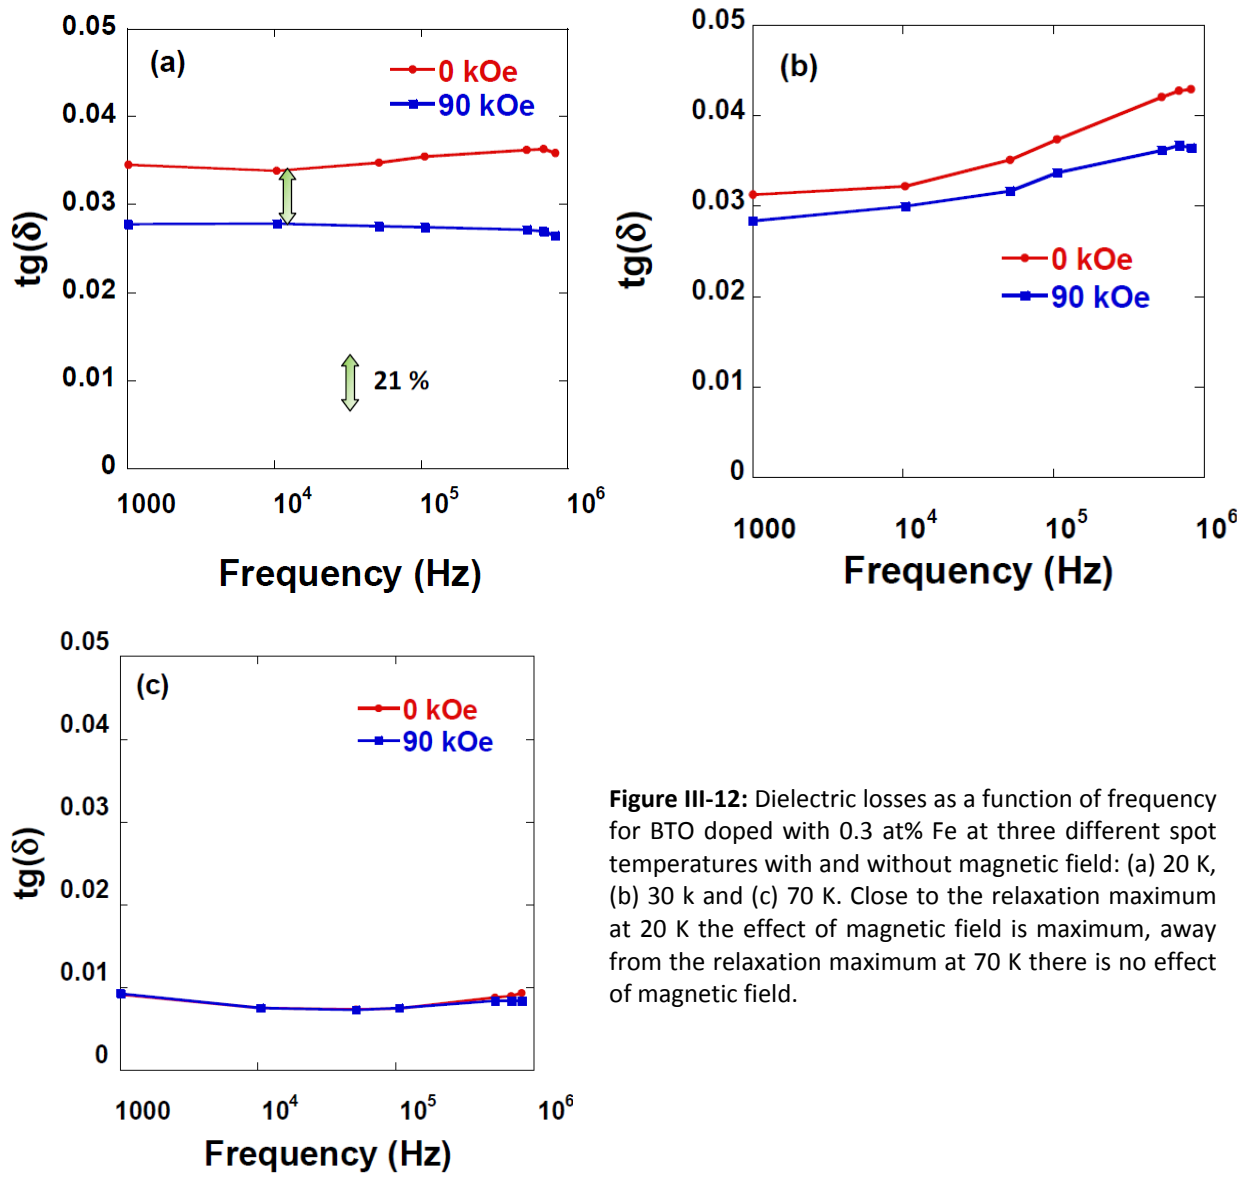 0.05
(a)
0 kOe
90 kOe
0.04
0.03
tg(δ)
0.02
0.01
21 %
0
1000
10⁴
10⁵
10⁶
Frequency (Hz)
0.05
(b)
0.04
0.03
tg(δ)
0 kOe
90 kOe
0.02
0.01
0
1000
10⁴
10⁵
10⁶
Frequency (Hz)
0.05
(c)
0 kOe
90 kOe
0.04
0.03
tg(δ)
0.02
0.01
0
1000
10⁴
10⁵
10⁶
Frequency (Hz)
Figure III-12: Dielectric losses as a function of frequency
for BTO doped with 0.3 at% Fe at three different spot
temperatures with and without magnetic field: (a) 20 K,
(b) 30 k and (c) 70 K. Close to the relaxation maximum
at 20 K the effect of magnetic field is maximum, away
from the relaxation maximum at 70 K there is no effect
of magnetic field.